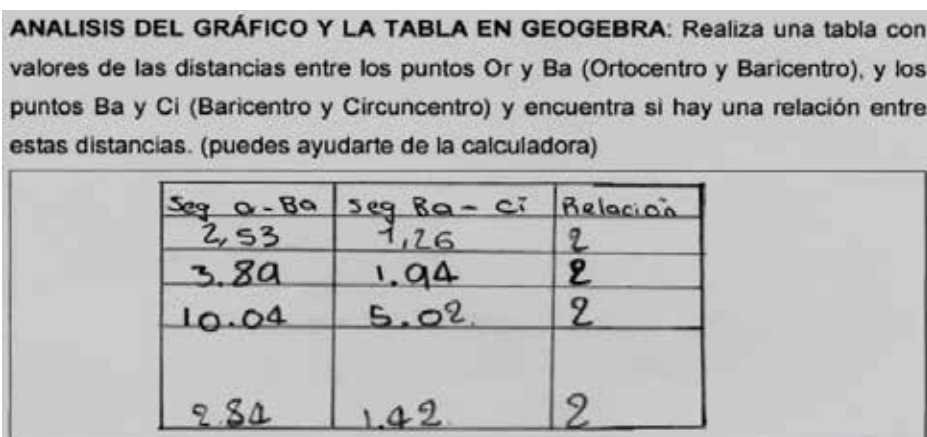 ANALISIS DEL GRÁFICO Y LA TABLA EN GEOGEBRA: Realiza una tabla con
valores de las distancias entre los puntos Or y Ba (Ortocentro y Baricentro), y los
puntos Ba y Ci (Baricentro y Circuncentro) y encuentra si hay una relación entre
estas distancias. (puedes ayudarte de la calculadora)
Seg Or-Ba Seg Ba-Ci Relación
2,53 1,26 2
3.89 1.94 2
10.04 5.02. 2
2.84 1.42. 2